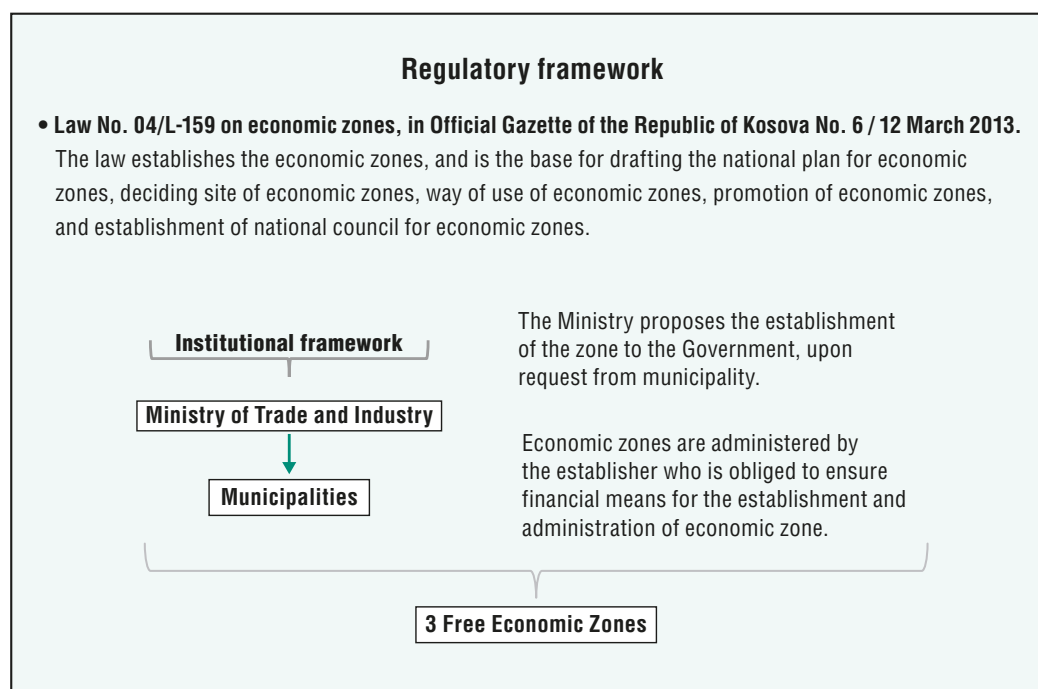 Regulatory framework
• Law No. 04/L-159 on economic zones, in Official Gazette of the Republic of Kosova No. 6 / 12 March 2013.
The law establishes the economic zones, and is the base for drafting the national plan for economic
zones, deciding site of economic zones, way of use of economic zones, promotion of economic zones,
and establishment of national council for economic zones.
Institutional framework
Ministry of Trade and Industry
Municipalities
The Ministry proposes the establishment
of the zone to the Government, upon
request from municipality.
Economic zones are administered by
the establisher who is obliged to ensure
financial means for the establishment and
administration of economic zone.
3 Free Economic Zones